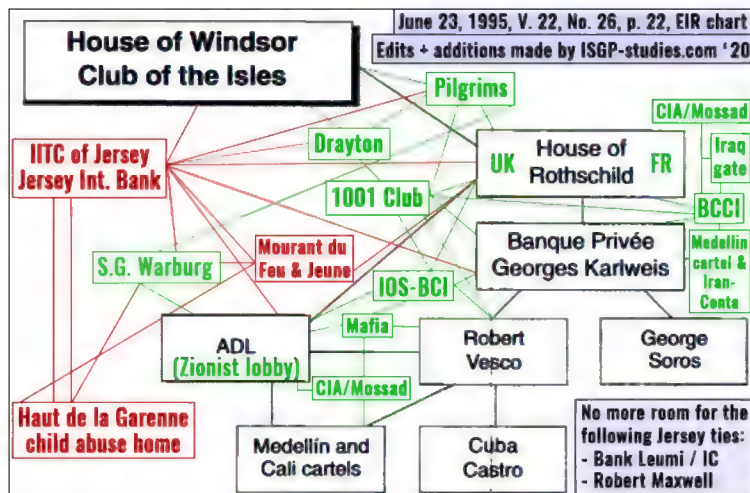 June 23, 1995, V. 22, No. 26, p. 22, EIR chart
Edits + additions made by ISGP-studies.com '20
House of Windsor
Club of the Isles
Pilgrims
CIA/Mossad
Drayton
Iraq
gate
IITC of Jersey
Jersey Int. Bank
UK
House of
Rothschild
FR
1001 Club
BCCI
Mourant du
Feu & Jeune
Banque Privée
Georges Karlweis
Medellin
cartel &
Iran-
Conta
S.G. Warburg
IOS-BCI
Mafia
ADL
(Zionist lobby)
Robert
Vesco
George
Soros
CIA/Mossad
Haut de la Garenne
child abuse home
Medellín and
Cali cartels
Cuba
Castro
No more room for the
following Jersey ties:
- Bank Leumi / IC
- Robert Maxwell